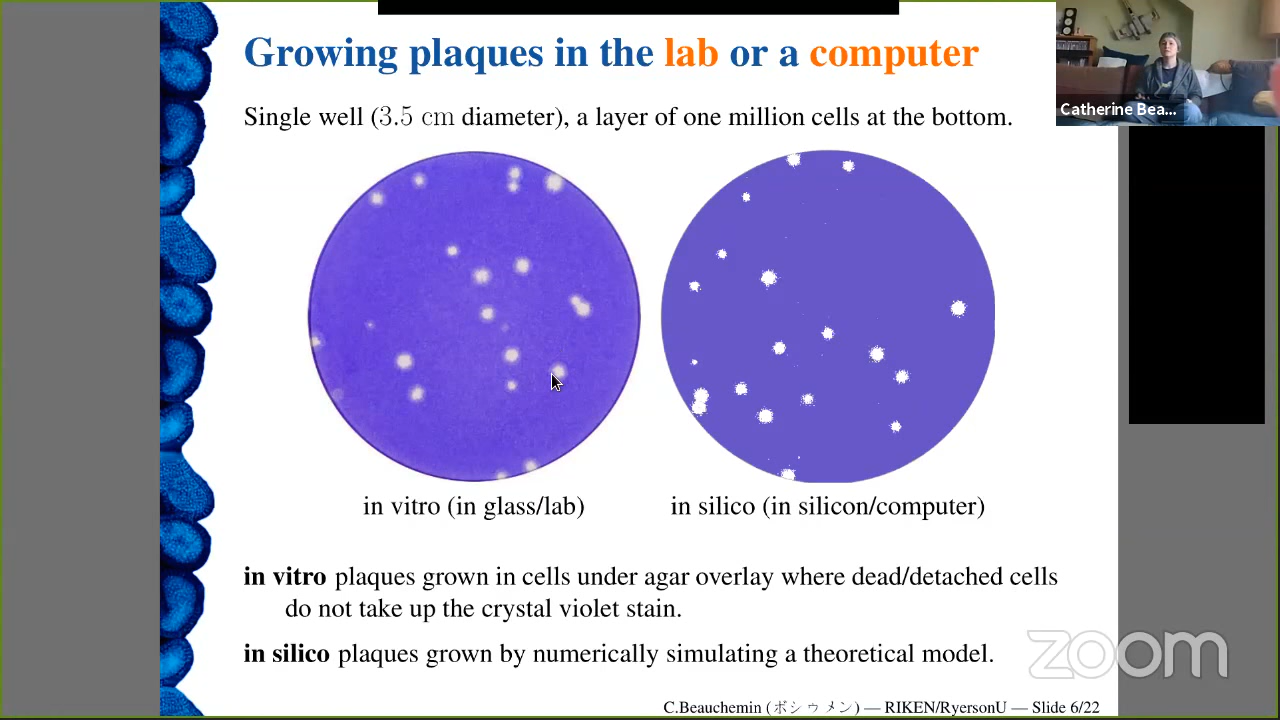 Growing plaques in the lab or a computer
Catherine Bea...
Single well (3.5 cm diameter), a layer of one million cells at the bottom.
in vitro (in glass/lab)
in silico (in silicon/computer)
in vitro plaques grown in cells under agar overlay where dead/detached cells
do not take up the crystal violet stain.
in silico plaques grown by numerically simulating a theoretical model.
zoom
C.Beauchemin (ボシゥメン) — RIKEN/RyersonU — Slide 6/22